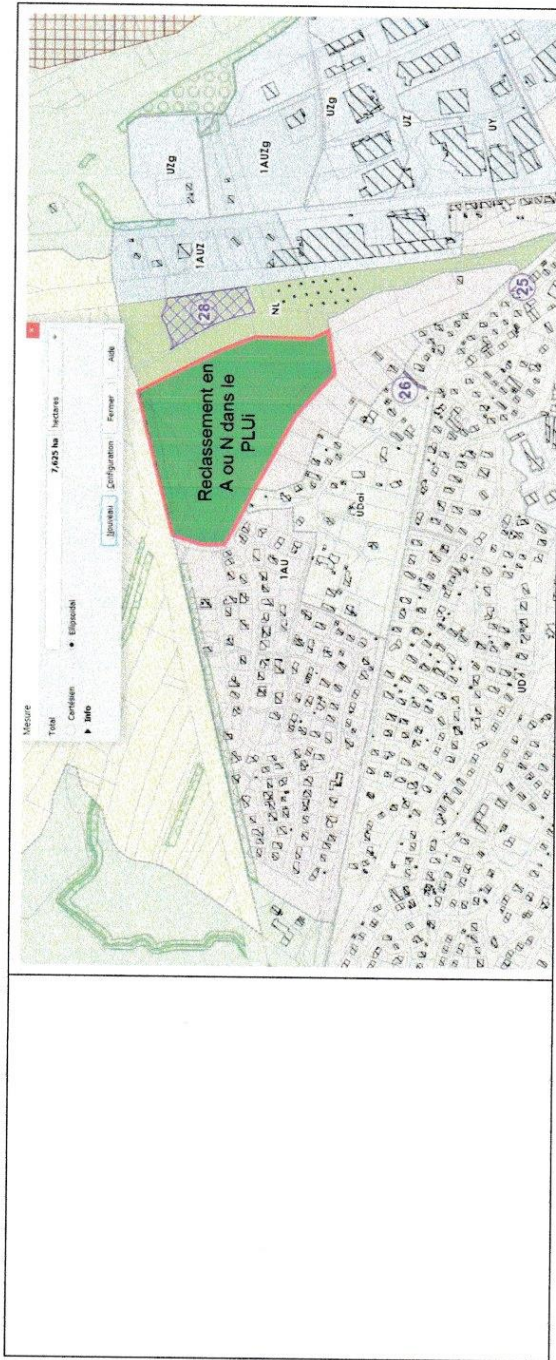 Mesure
Total
7,625 ha
hectares
Cartésien
Ellipsoïdal
Info
Nouveau
Configuration
Fermer
Aide
Reclassement en
A ou N dans le
PLUi
28
NL
1AUZ
UZg
1AUZg
UZg
UZ
UY
25
26
1AU
UDai